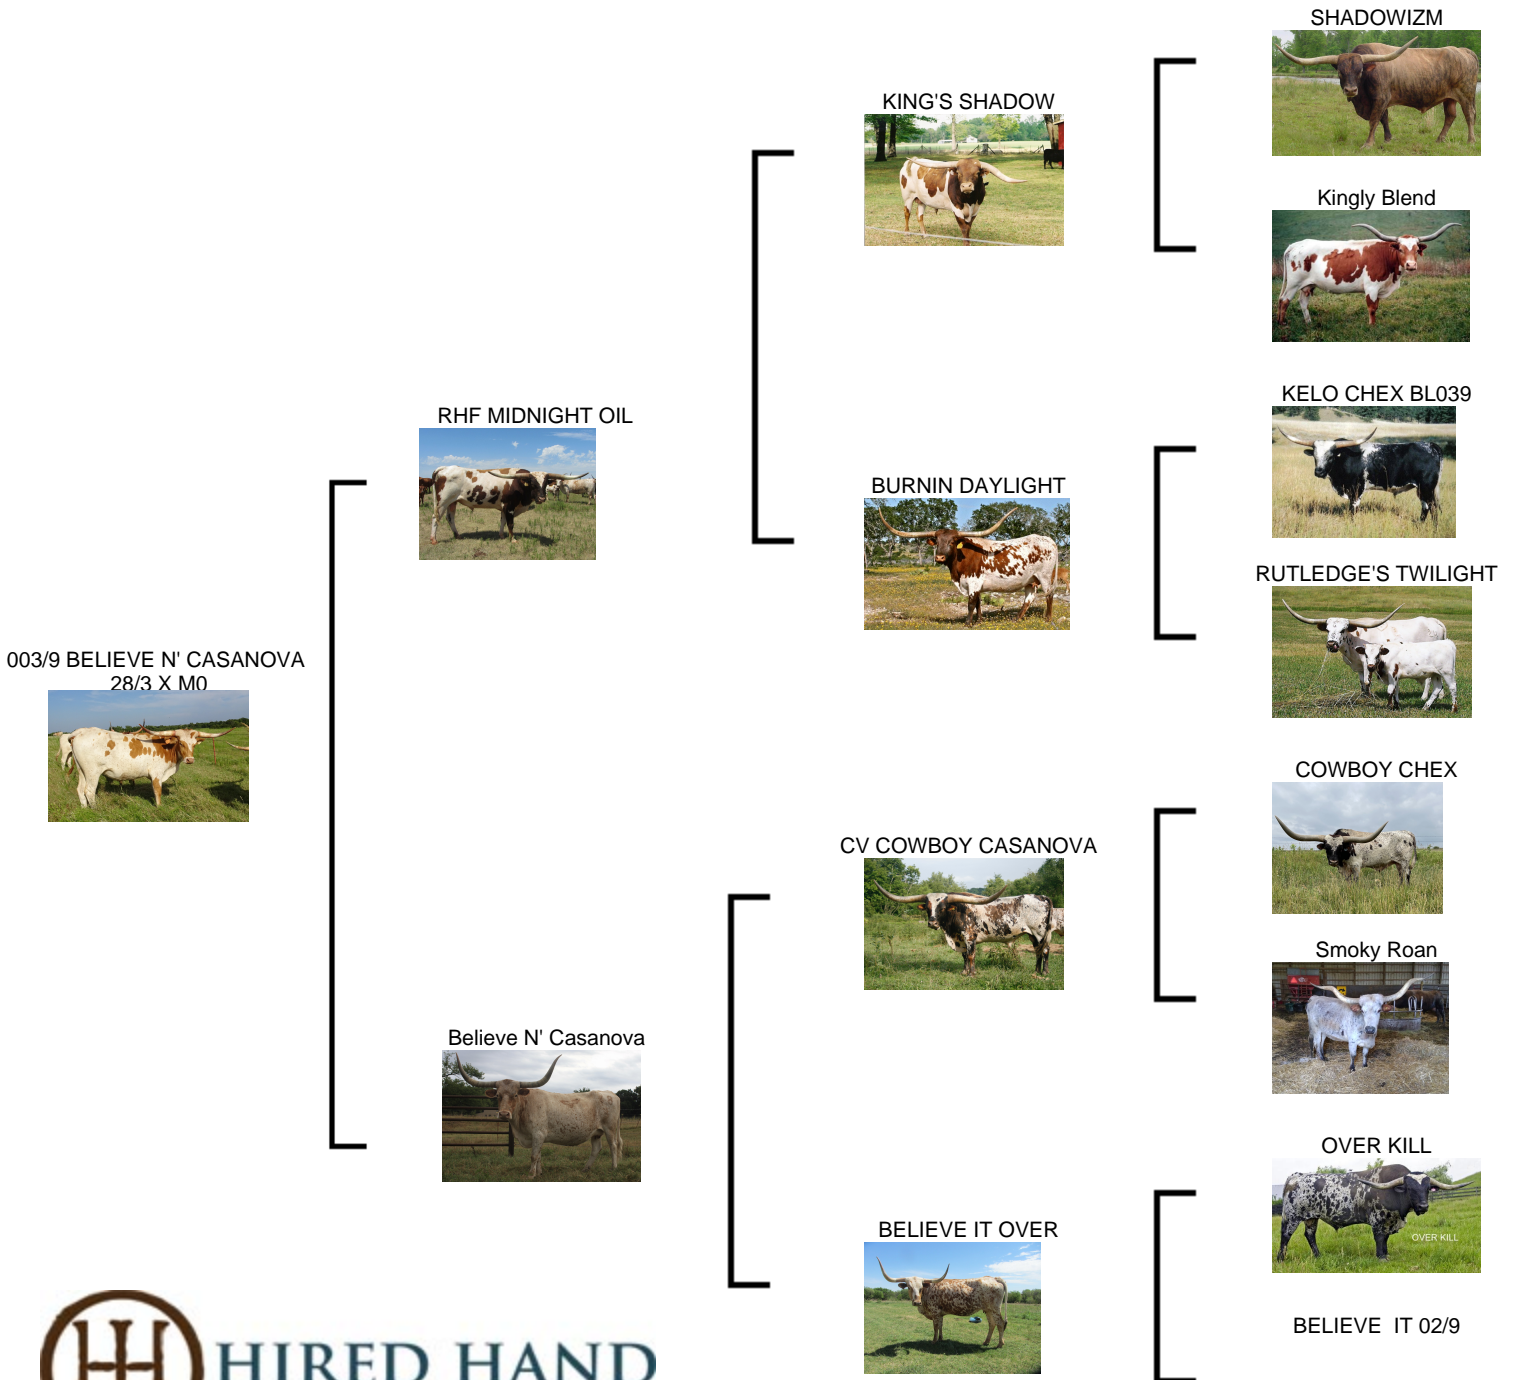 SHADOWIZM
KING'S SHADOW
Kingly Blend
KELO CHEX BL039
RHF MIDNIGHT OIL
BURNIN DAYLIGHT
RUTLEDGE'S TWILIGHT
003/9 BELIEVE N' CASANOVA
28/3 X M0
COWBOY CHEX
CV COWBOY CASANOVA
Smoky Roan
Believe N' Casanova
OVER KILL
OVER KILL
BELIEVE IT OVER
BELIEVE IT 02/9
HIRED HAND